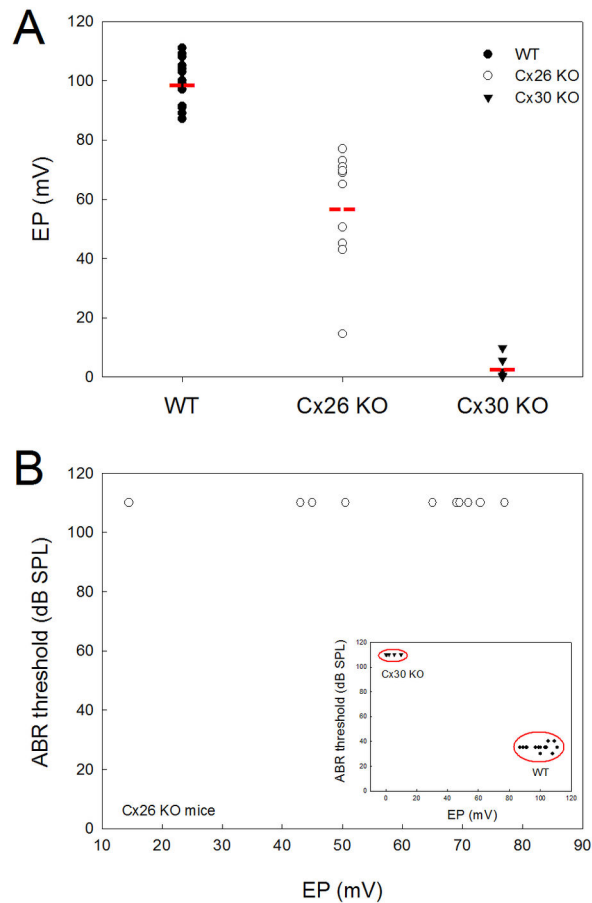 A
120
100
80
60
40
20
0
EP (mV)
WT
Cx26 KO
Cx30 KO
WT
Cx26 KO
Cx30 KO
B
120
100
80
60
40
20
0
ABR threshold (dB SPL)
Cx26 KO mice
10 20 30 40 50 60 70 80 90
EP (mV)
120
100
80
60
40
20
0
ABR threshold (dB SPL)
Cx30 KO
WT
0 20 40 60 80 100 120
EP (mV)